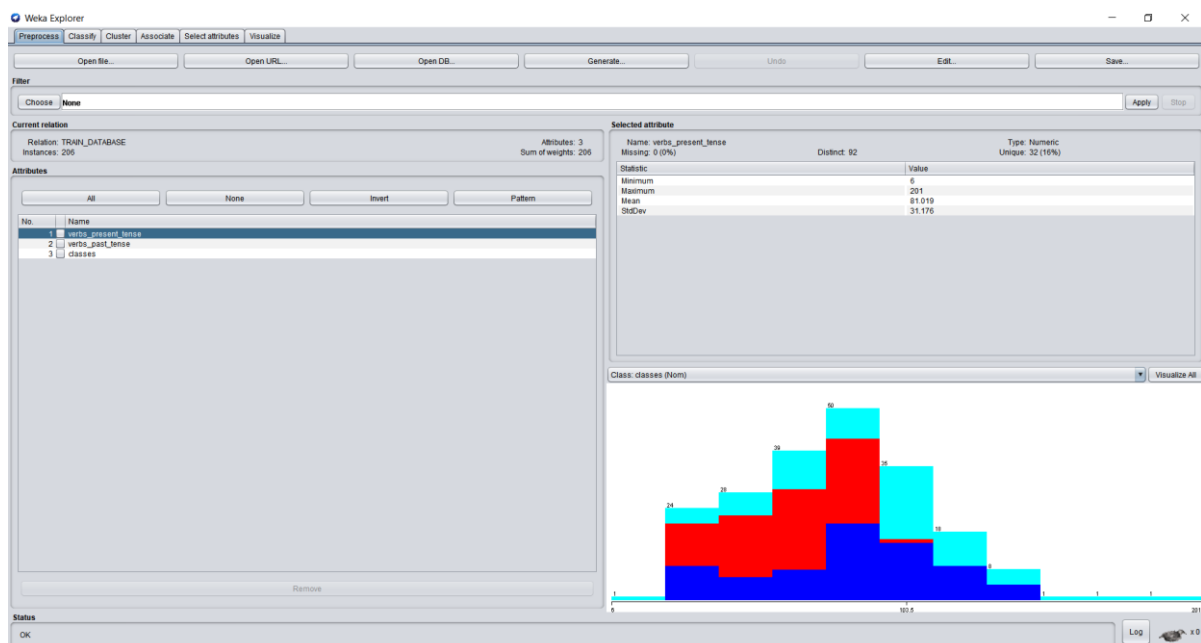 Weka Explorer
Preprocess Classify Cluster Associate Select attributes Visualize
Open file... Open URL... Open DB... Generate... Undo Edit... Save...
Filter
Choose None Apply Stop
Current relation
Relation: TRAIN_DATABASE Attributes: 3
Instances: 206 Sum of weights: 206
Attributes
All None Invert Pattern
No. Name
1 verbs_present_tense
2 verbs_past_tense
3 classes
Remove
Selected attribute
Name: verbs_present_tense Type: Numeric
Missing: 0 (0%) Distinct: 92 Unique: 32 (16%)
Statistic Value
Minimum 6
Maximum 201
Mean 81.019
StdDev 31.176
Class: classes (Nom) Visualize All
50
39
35
28
24
18
8
1 1 1 1
6 103.5 201
Status
OK Log x 0